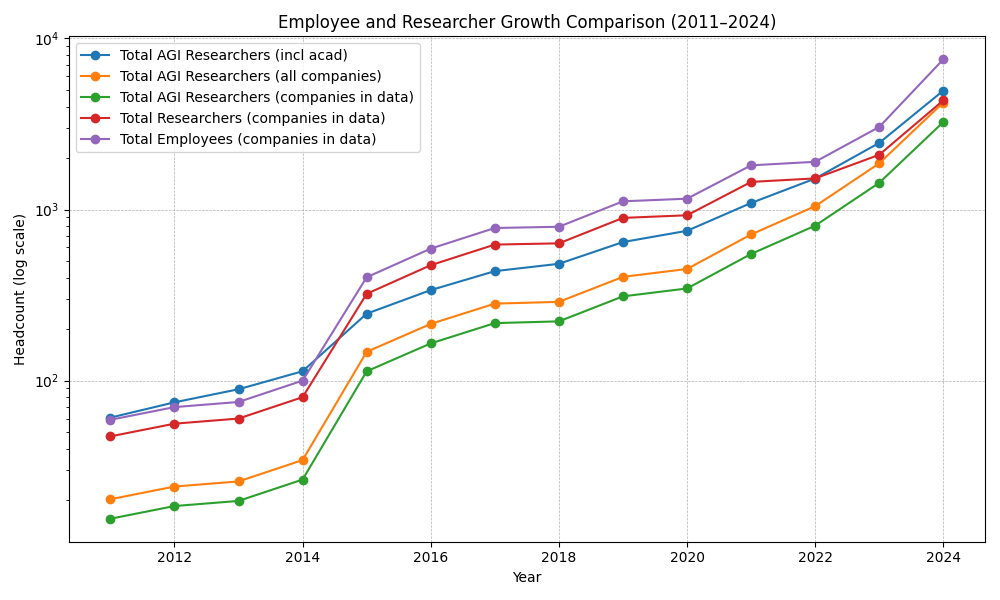 Employee and Researcher Growth Comparison (2011–2024)
Total AGI Researchers (incl acad)
Total AGI Researchers (all companies)
Total AGI Researchers (companies in data)
Total Researchers (companies in data)
Total Employees (companies in data)
10⁴
10³
10²
Headcount (log scale)
2012 2014 2016 2018 2020 2022 2024
Year